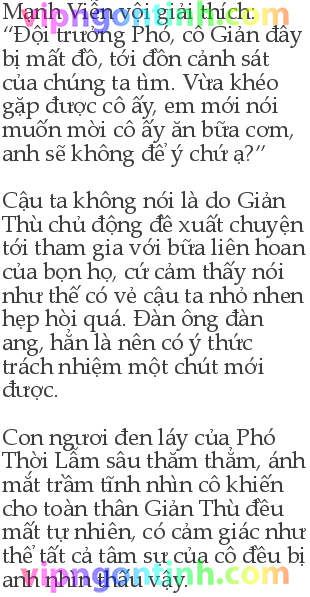 vipngontinh.com
Mạnh Viễn vội giải thích:
“Đội trưởng Phó, cô Giản đây
bị mất đồ, tới đồn cảnh sát
của chúng ta tìm. Vừa khéo
gặp được cô ấy, em mới nói
muốn mời cô ấy ăn bữa cơm,
anh sẽ không để ý chứ ạ?”
Cậu ta không nói là do Giản
Thù chủ động đề xuất chuyện
tới tham gia với bữa liên hoan
của bọn họ, cứ cảm thấy nói
như thế có vẻ cậu ta nhỏ nhen
hẹp hòi quá. Đàn ông đàn
ang, hẳn là nên có ý thức
trách nhiệm một chút mới
được.
Con ngươi đen láy của Phó
Thời Lẫm sâu thăm thẳm, ánh
mắt trầm tĩnh nhìn cô khiến
cho toàn thân Giản Thù đều
mất tự nhiên, có cảm giác như
thể tất cả tâm sự của cô đều bị
anh nhìn thấu vậy.
vipngontinh.com